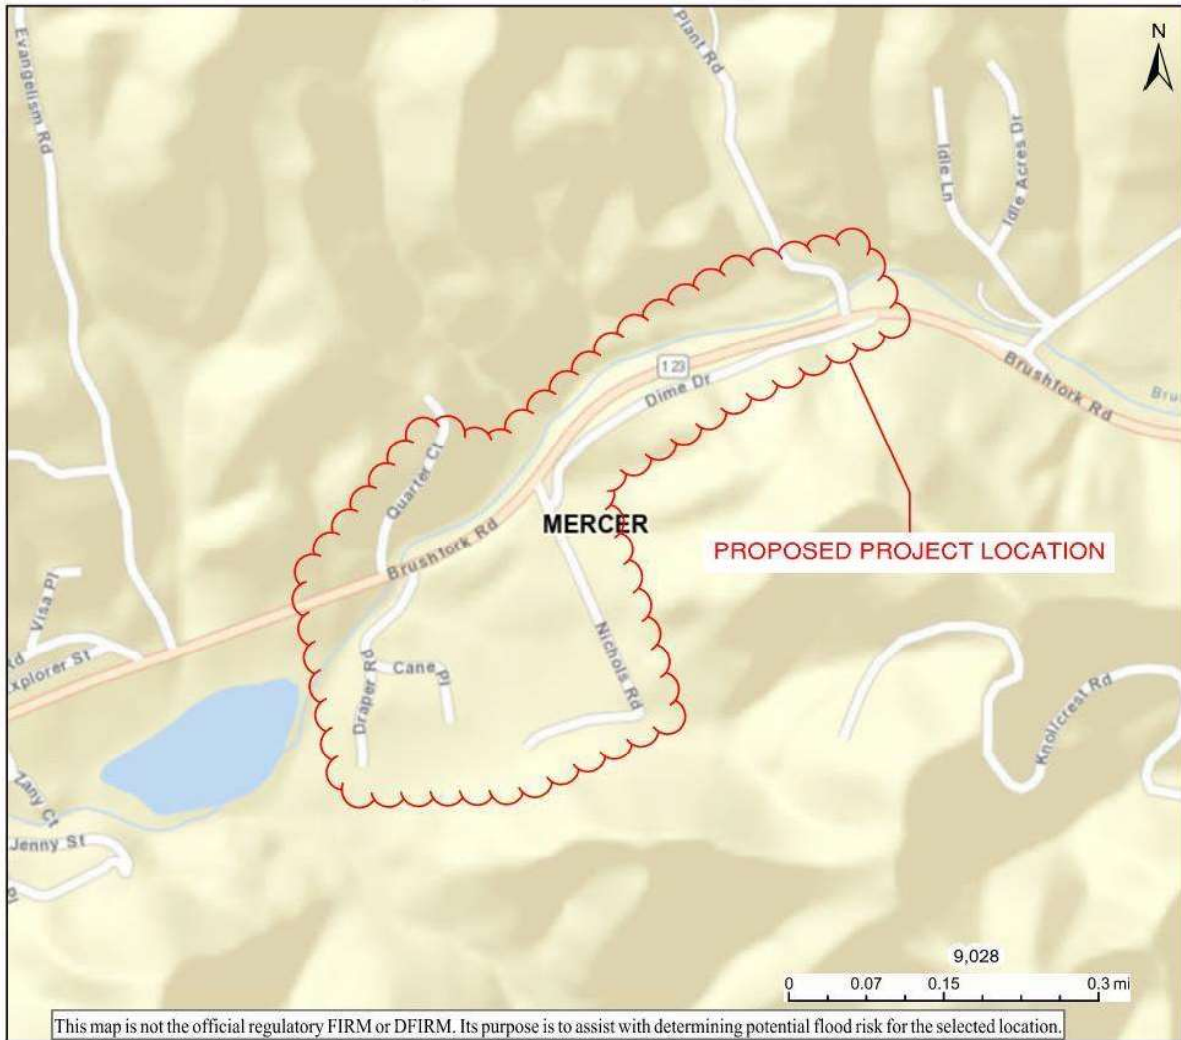 N
Evangelism Rd
Plant Rd
Idle Ln
Idle Acres Dr
123
Dime Dr
Brushfork Rd
Bru
Quarter Ct
Brushfork Rd
MERCER
PROPOSED PROJECT LOCATION
Visa Pl
Rd
Explorer St
Nichols Rd
Cane Pl
Draper Rd
Knollcrest Rd
Zany Ct
Jenny St
9,028
0 0.07 0.15 0.3 mi
This map is not the official regulatory FIRM or DFIRM. Its purpose is to assist with determining potential flood risk for the selected location.